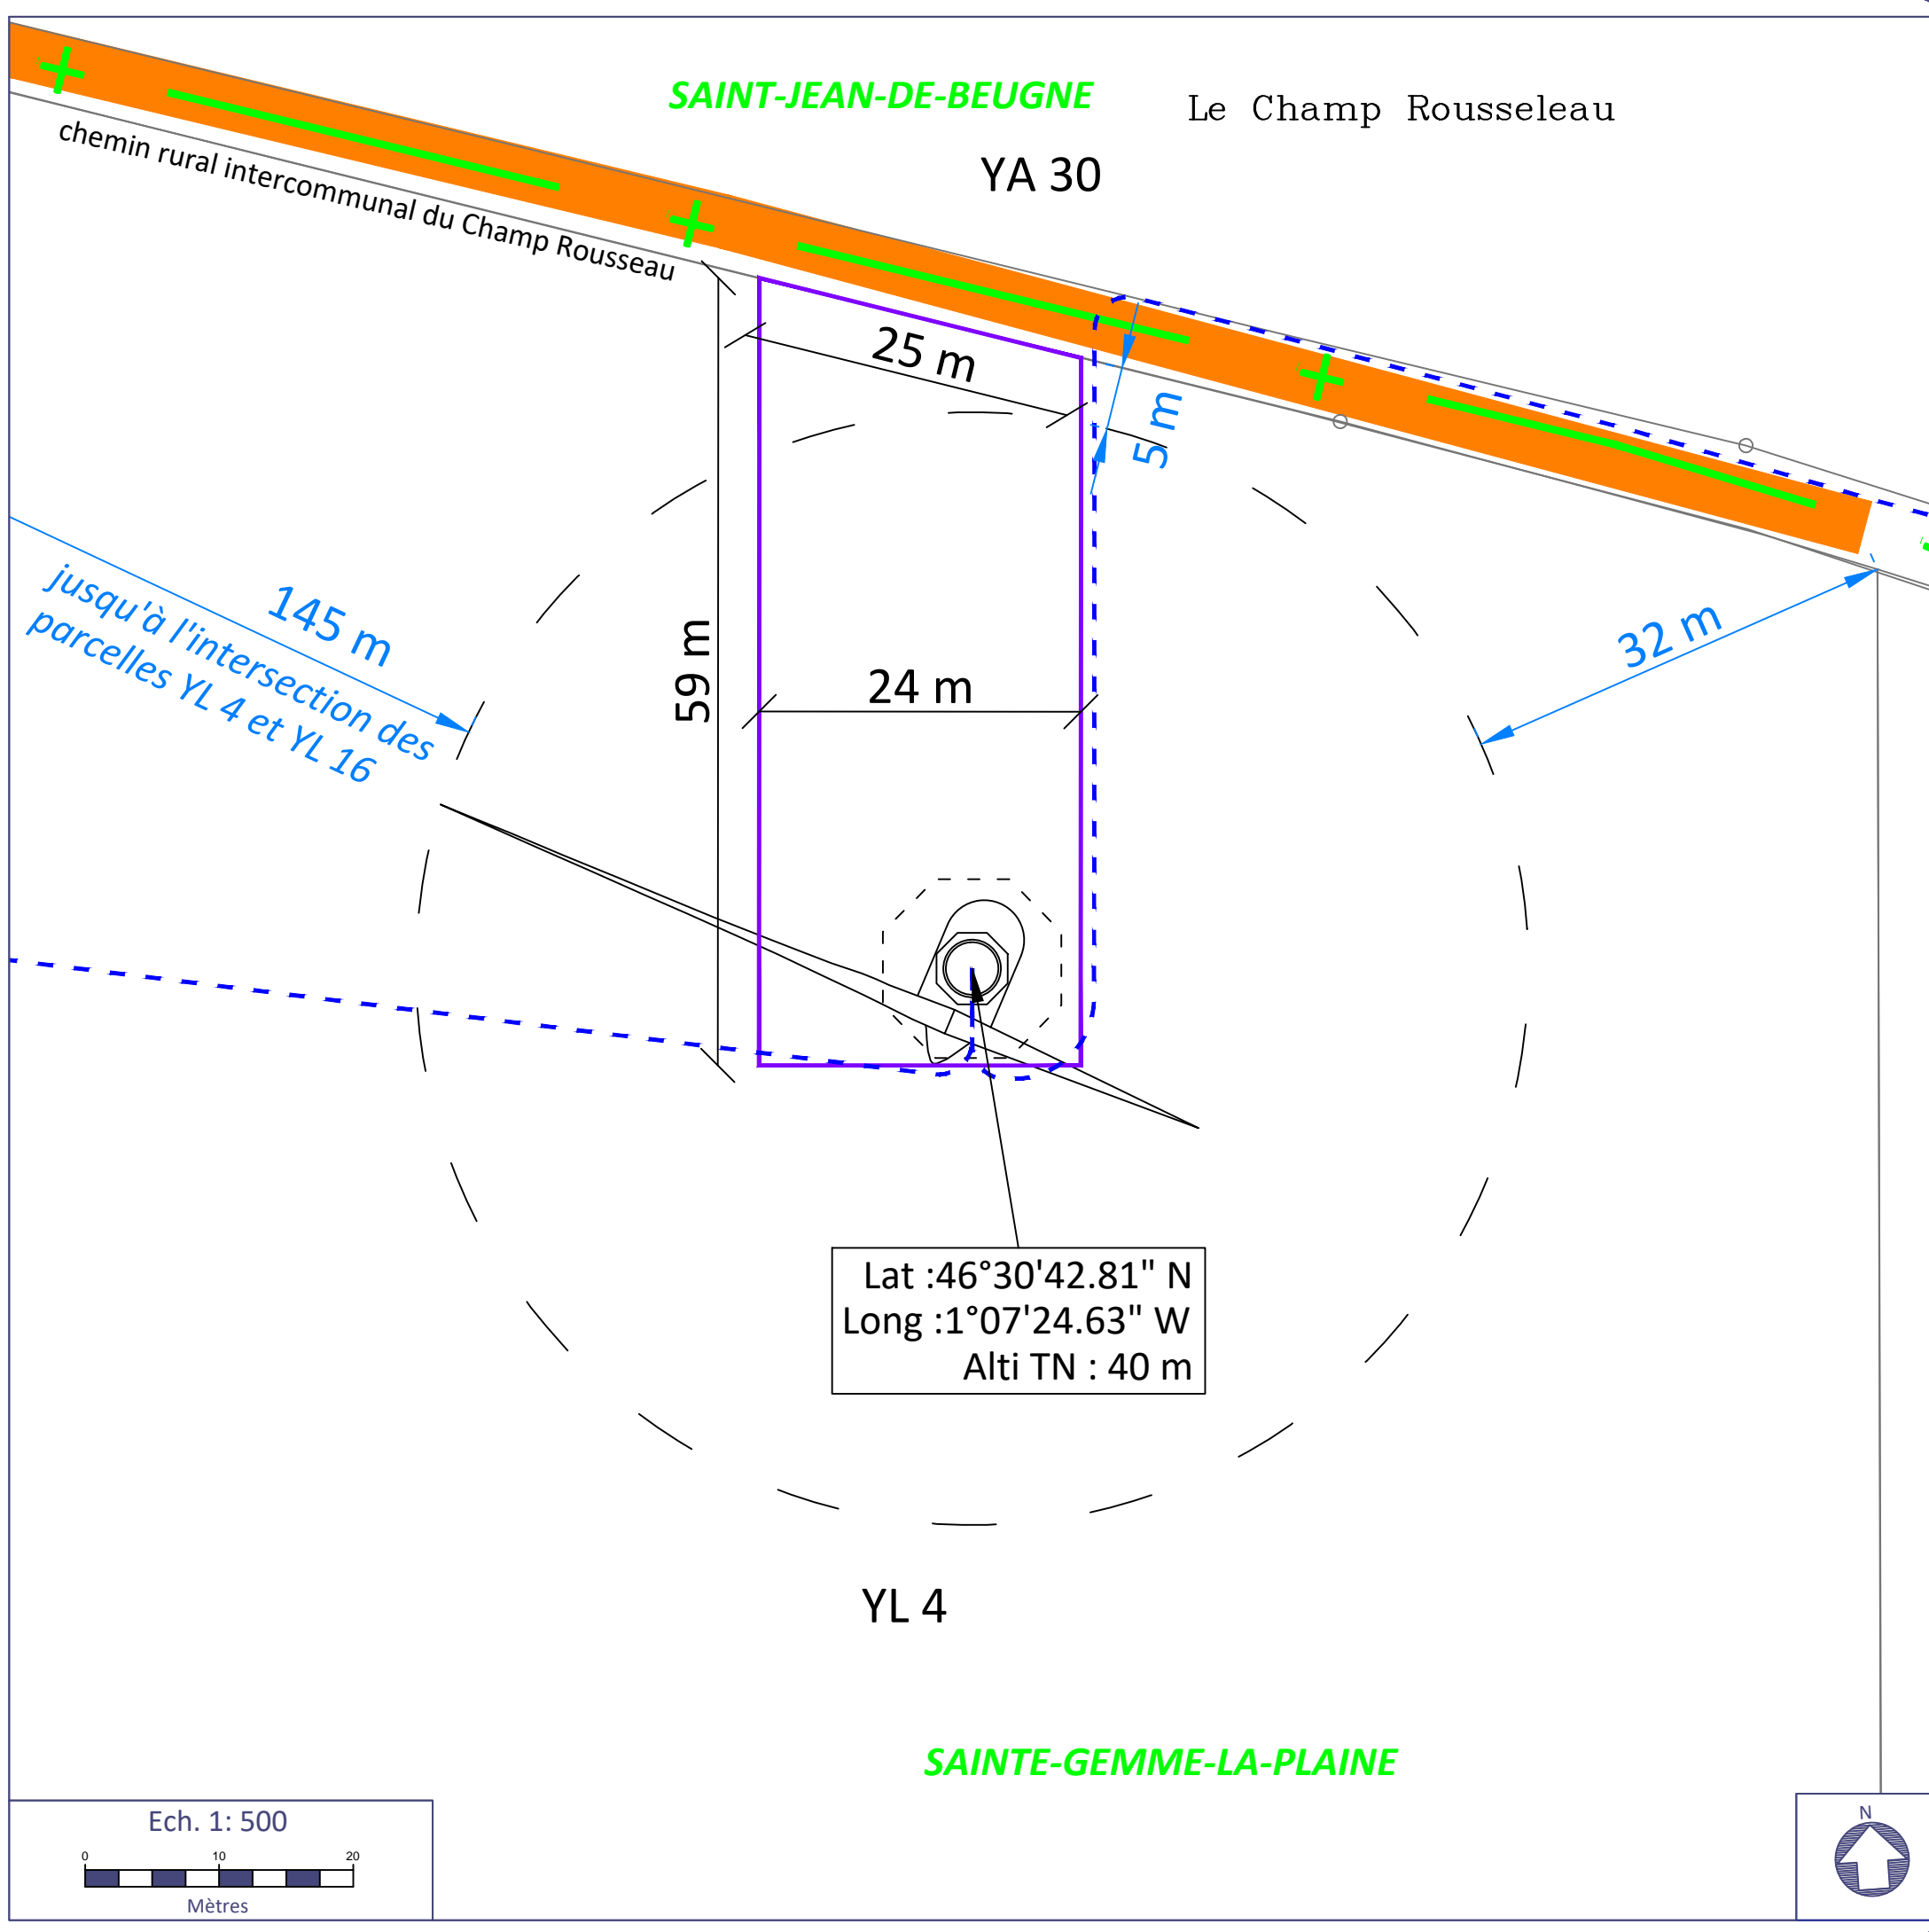 SAINT-JEAN-DE-BEUGNE
Le Champ Rousseleau
YA 30
chemin rural intercommunal du Champ Rousseau
25 m
5 m
145 m
jusqu'à l'intersection des
parcelles YL 4 et YL 16
59 m
24 m
32 m
Lat :46°30'42.81" N
Long :1°07'24.63" W
Alti TN : 40 m
YL 4
SAINTE-GEMME-LA-PLAINE
Ech. 1: 500
0 10 20
Mètres
N